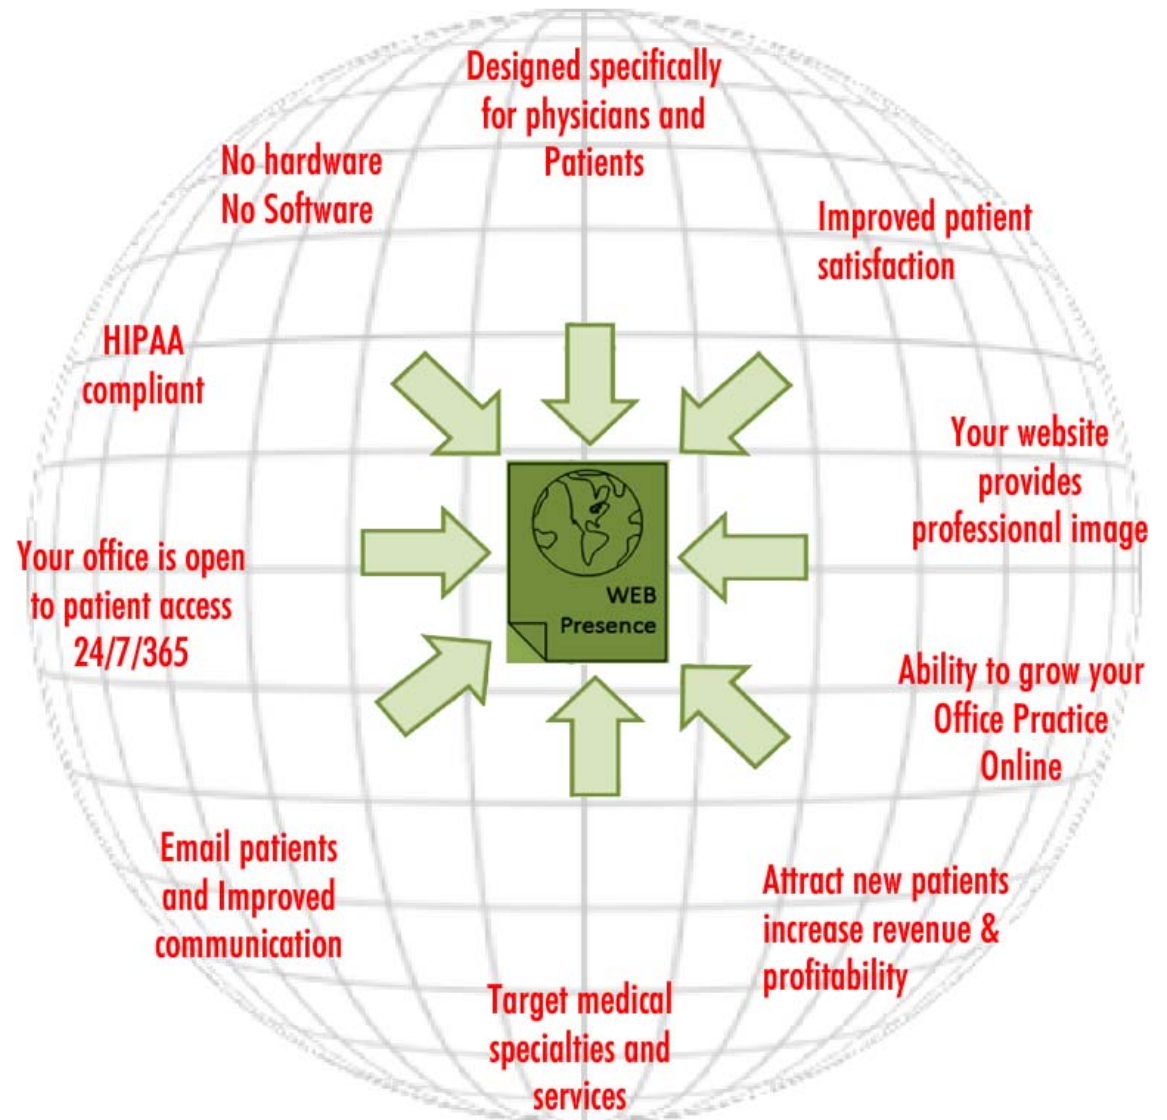 Designed specifically
for physicians and
Patients
No hardware
No Software
Improved patient
satisfaction
HIPAA
compliant
Your website
provides
professional image
WEB
Presence
Your office is open
to patient access
24/7/365
Ability to grow your
Office Practice
Online
Email patients
and Improved
communication
Attract new patients
increase revenue &
profitability
Target medical
specialties and
services